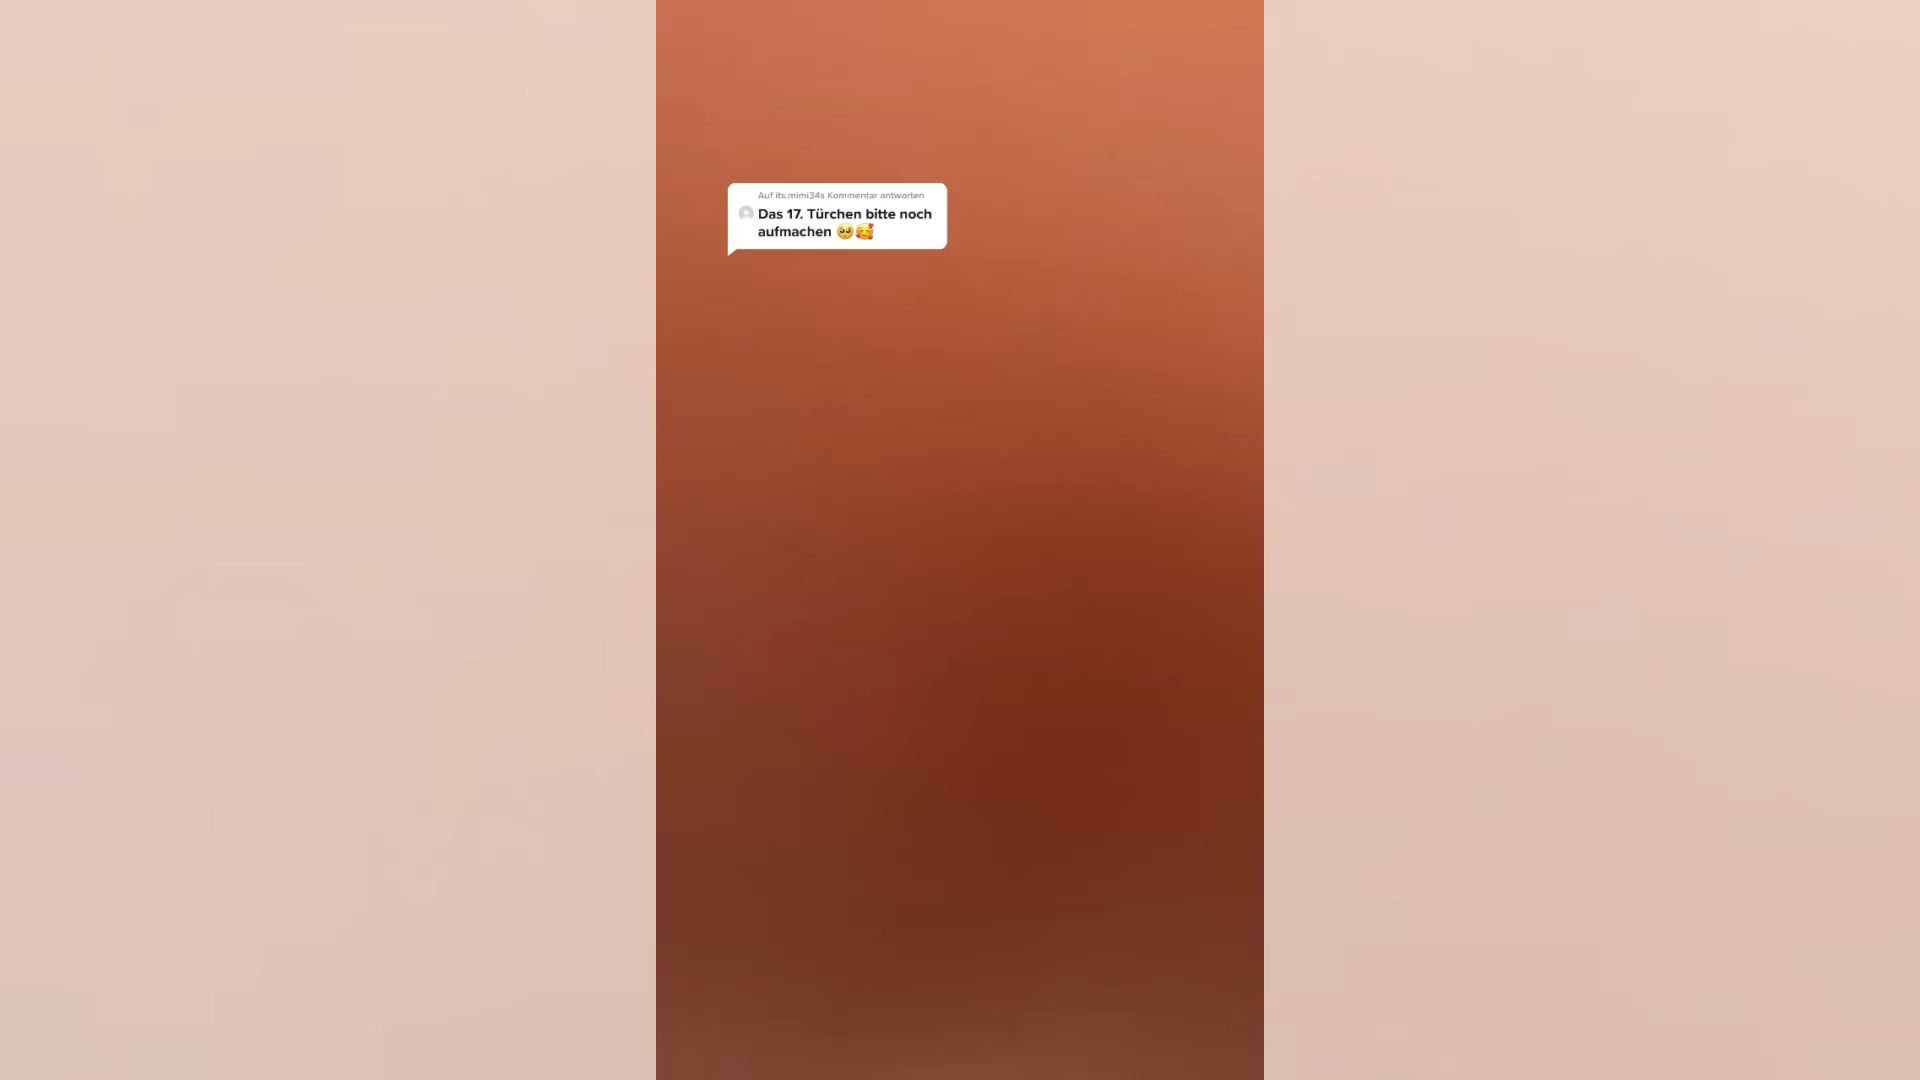 Auf its.mimi34s Kommentar antworten
Das 17. Türchen bitte noch
aufmachen 🥺🥰